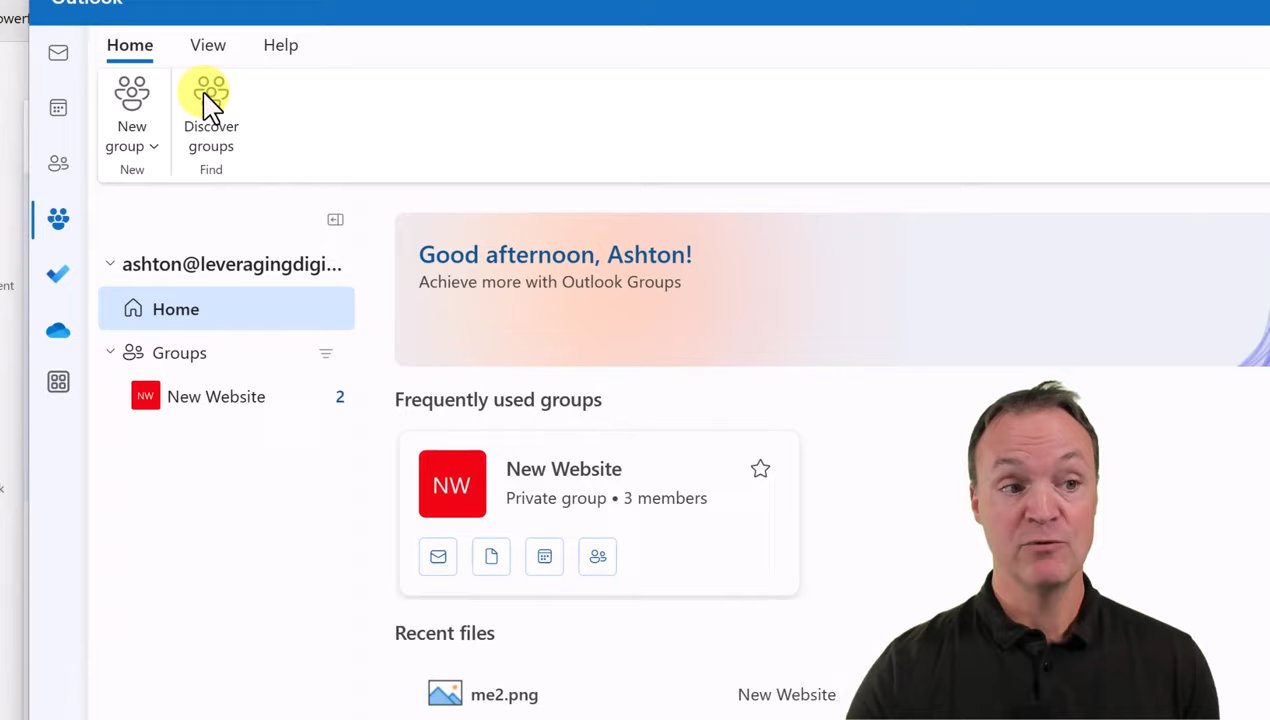 Outlook
Home View Help
New group
Discover groups
New
Find
ashton@leveragingdigi...
Home
Groups
New Website 2
Good afternoon, Ashton!
Achieve more with Outlook Groups
Frequently used groups
NW
NW
New Website
Private group • 3 members
Recent files
me2.png New Website